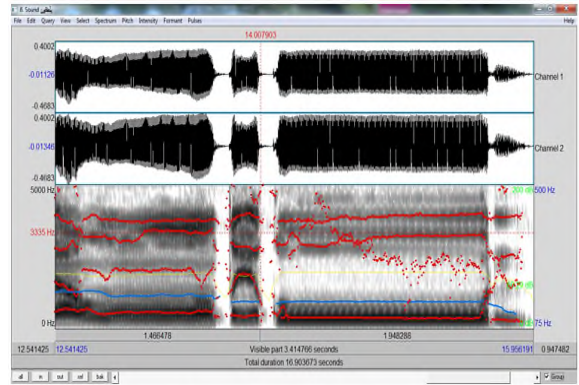 8. Sound يعلى
File Edit Query View Select Spectrum Pitch Intensity Formant Pulses Help
14.007903
0.4002
-0.01126
Channel 1
-0.4683
0.4002
-0.01346
Channel 2
-0.4683
5000 Hz 200 dB 500 Hz
3335 Hz
0 Hz 75 Hz
1.466478 1.948288
12.541425 12.541425 Visible part 3.414766 seconds 15.956191 0.947482
Total duration 16.903673 seconds
all in out sel bak Group